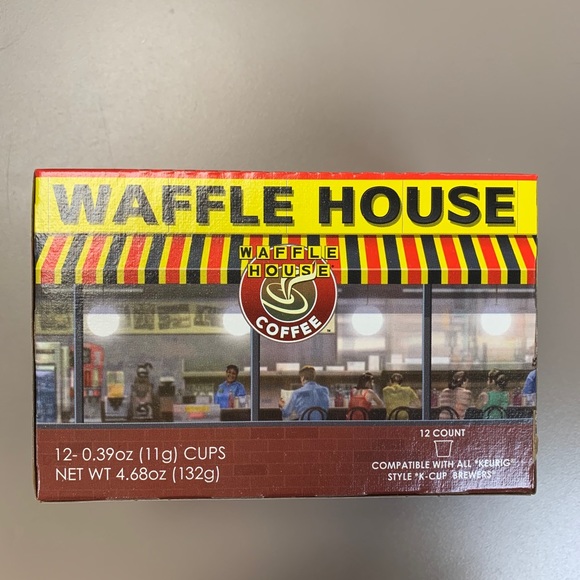 WAFFLE HOUSE
WAFFLE
HOUSE
COFFEE
12- 0.39oz (11g) CUPS
NET WT 4.68oz (132g)
12 COUNT
COMPATIBLE WITH ALL *KEURIG*
STYLE *K-CUP BREWERS*